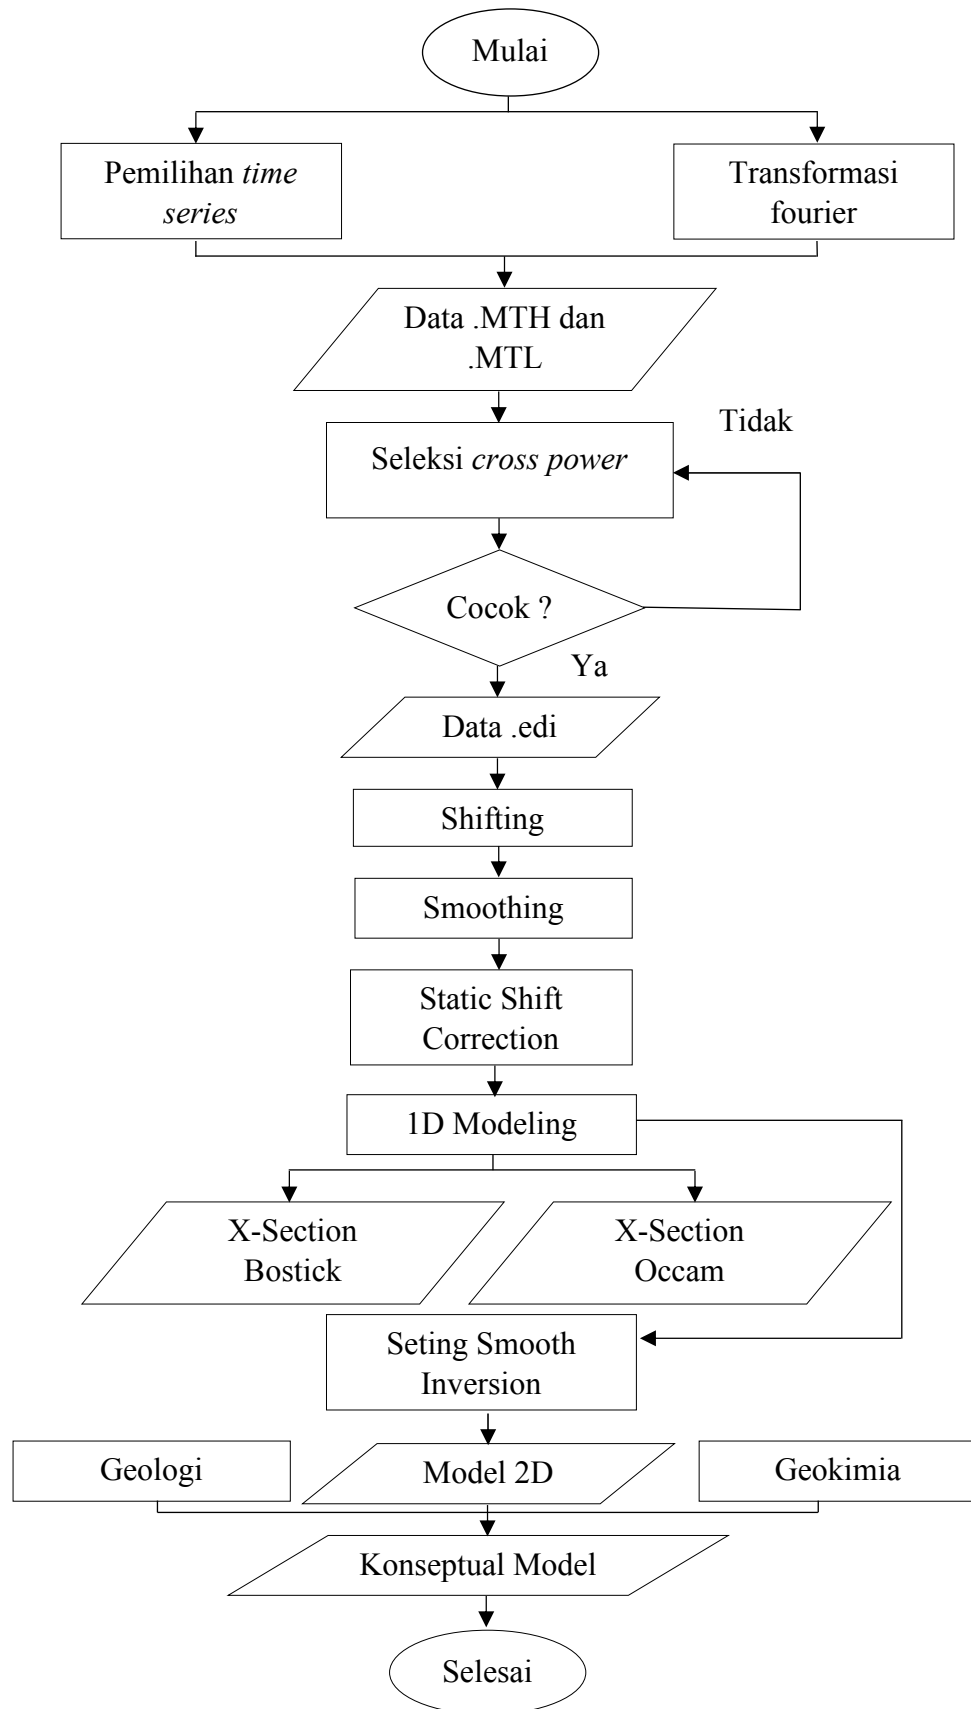 Mulai
Pemilihan time
series
Transformasi
fourier
Data .MTH dan
.MTL
Tidak
Seleksi cross power
Cocok ?
Ya
Data .edi
Shifting
Smoothing
Static Shift
Correction
1D Modeling
X-Section
Bostick
X-Section
Occam
Seting Smooth
Inversion
Geologi
Model 2D
Geokimia
Konseptual Model
Selesai